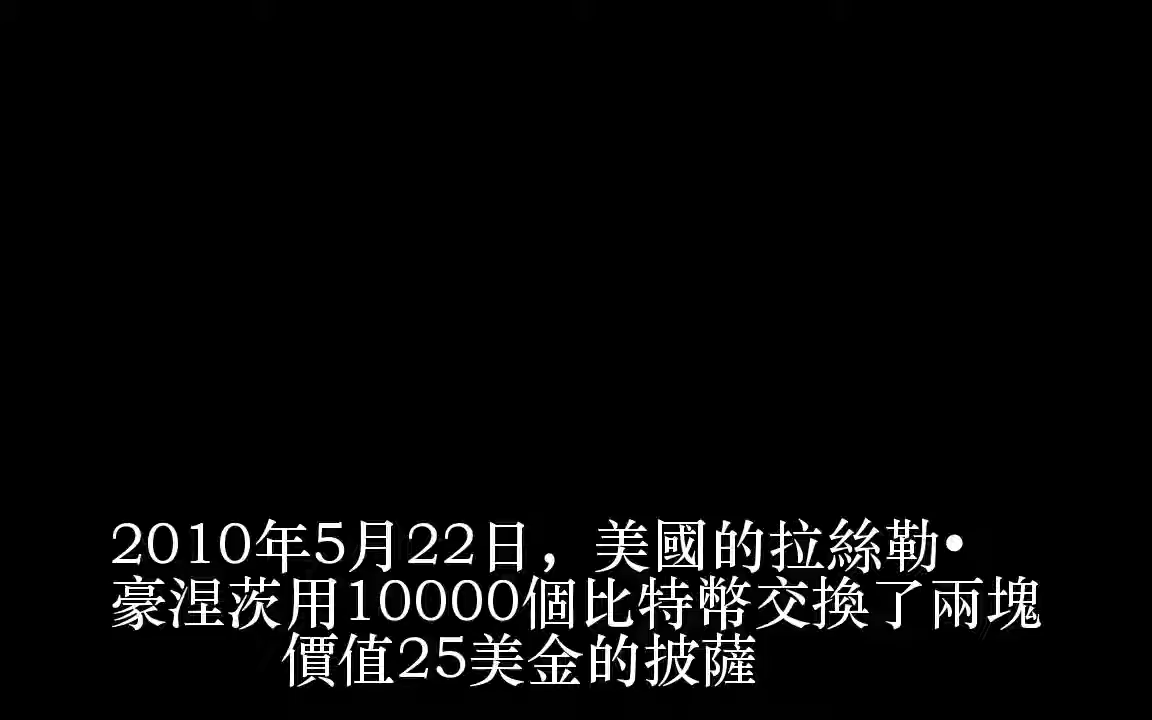 2010年5月22日，美國的拉絲勒•
豪涅茨用10000個比特幣交換了兩塊
價值25美金的披薩